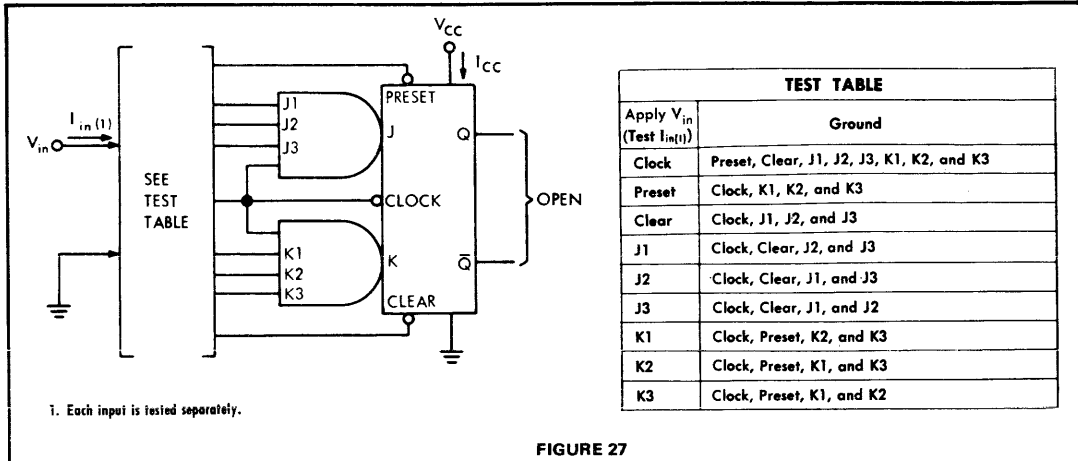 V_CC
I_CC
I_in(1)
V_in
SEE
TEST
TABLE
PRESET
J1
J2
J3
J
Q
CLOCK
OPEN
K1
K2
K3
K
Q̅
CLEAR
1. Each input is tested separately.
TEST TABLE
Apply V_in
(Test I_in(1))
Ground
Clock Preset, Clear, J1, J2, J3, K1, K2, and K3
Preset Clock, K1, K2, and K3
Clear Clock, J1, J2, and J3
J1 Clock, Clear, J2, and J3
J2 Clock, Clear, J1, and J3
J3 Clock, Clear, J1, and J2
K1 Clock, Preset, K2, and K3
K2 Clock, Preset, K1, and K3
K3 Clock, Preset, K1, and K2
FIGURE 27